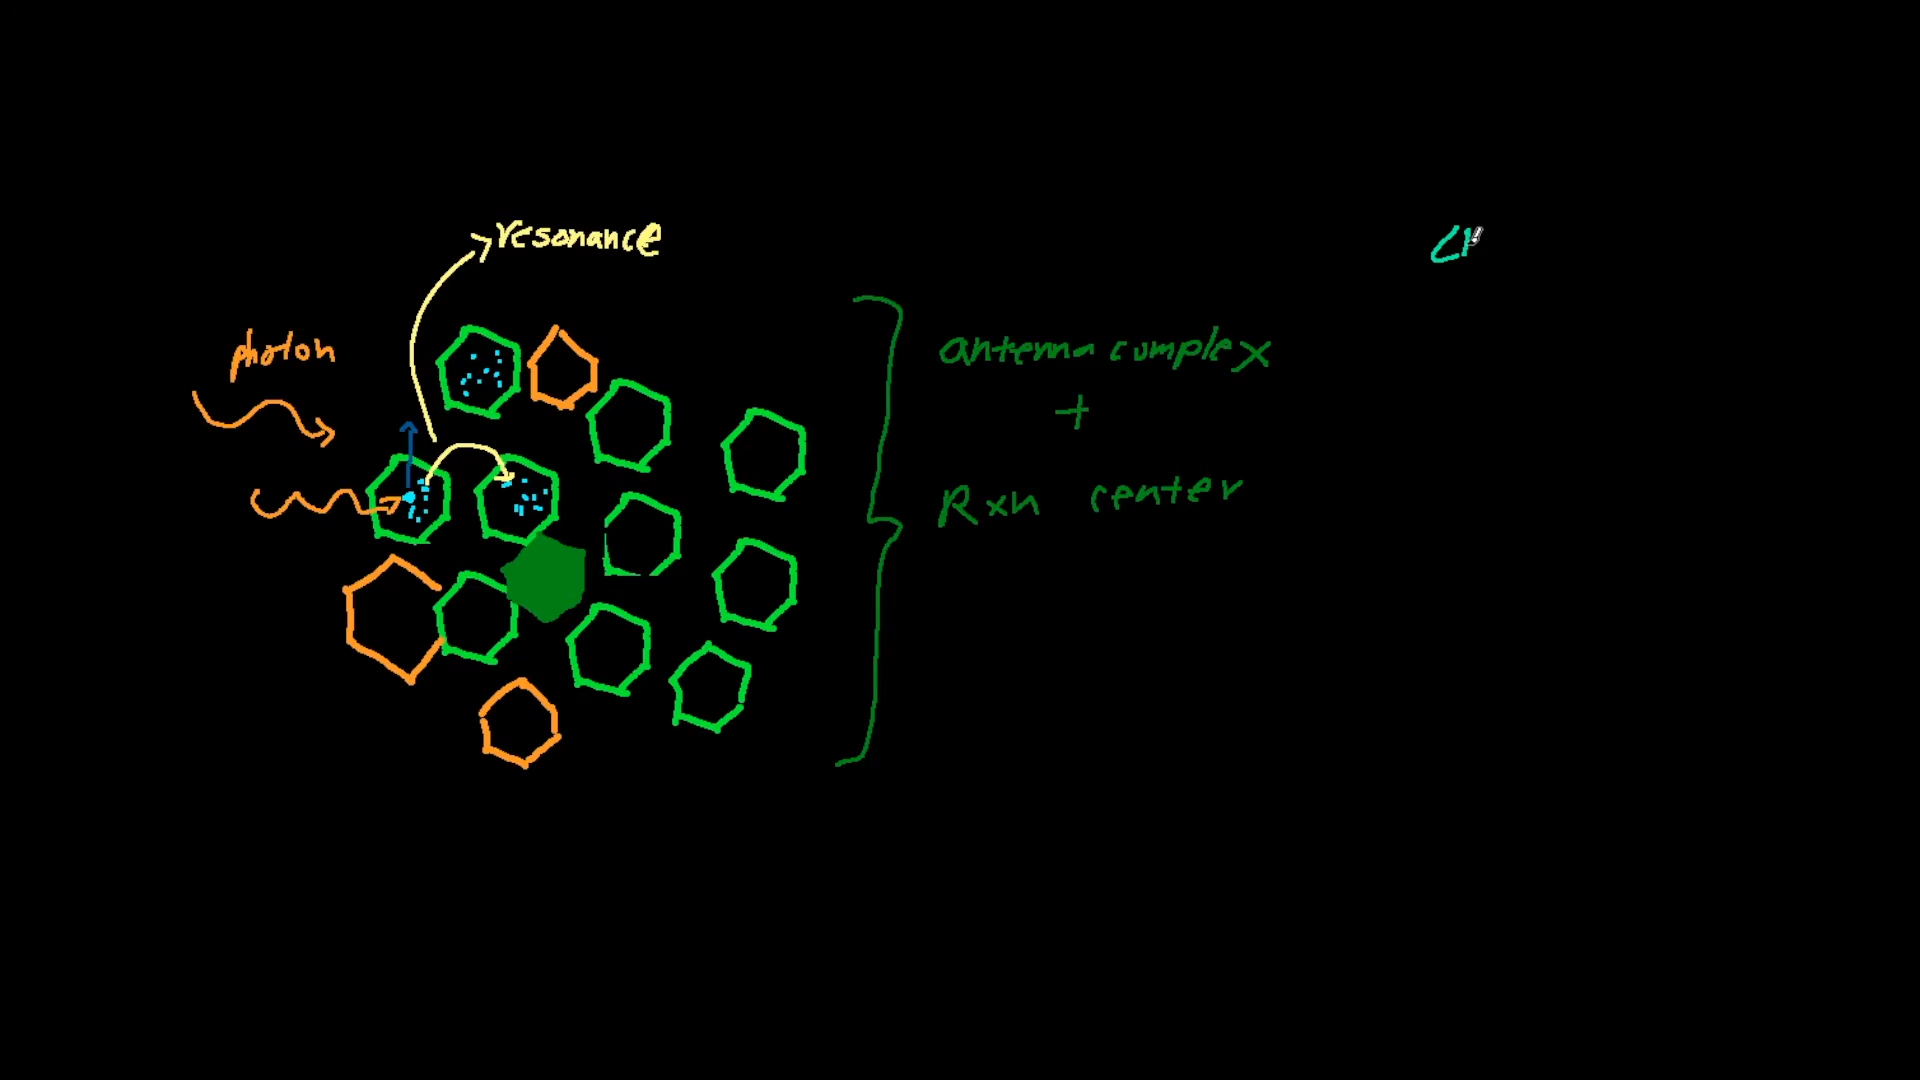 resonance
photon
antenna complex
+
Rxn center